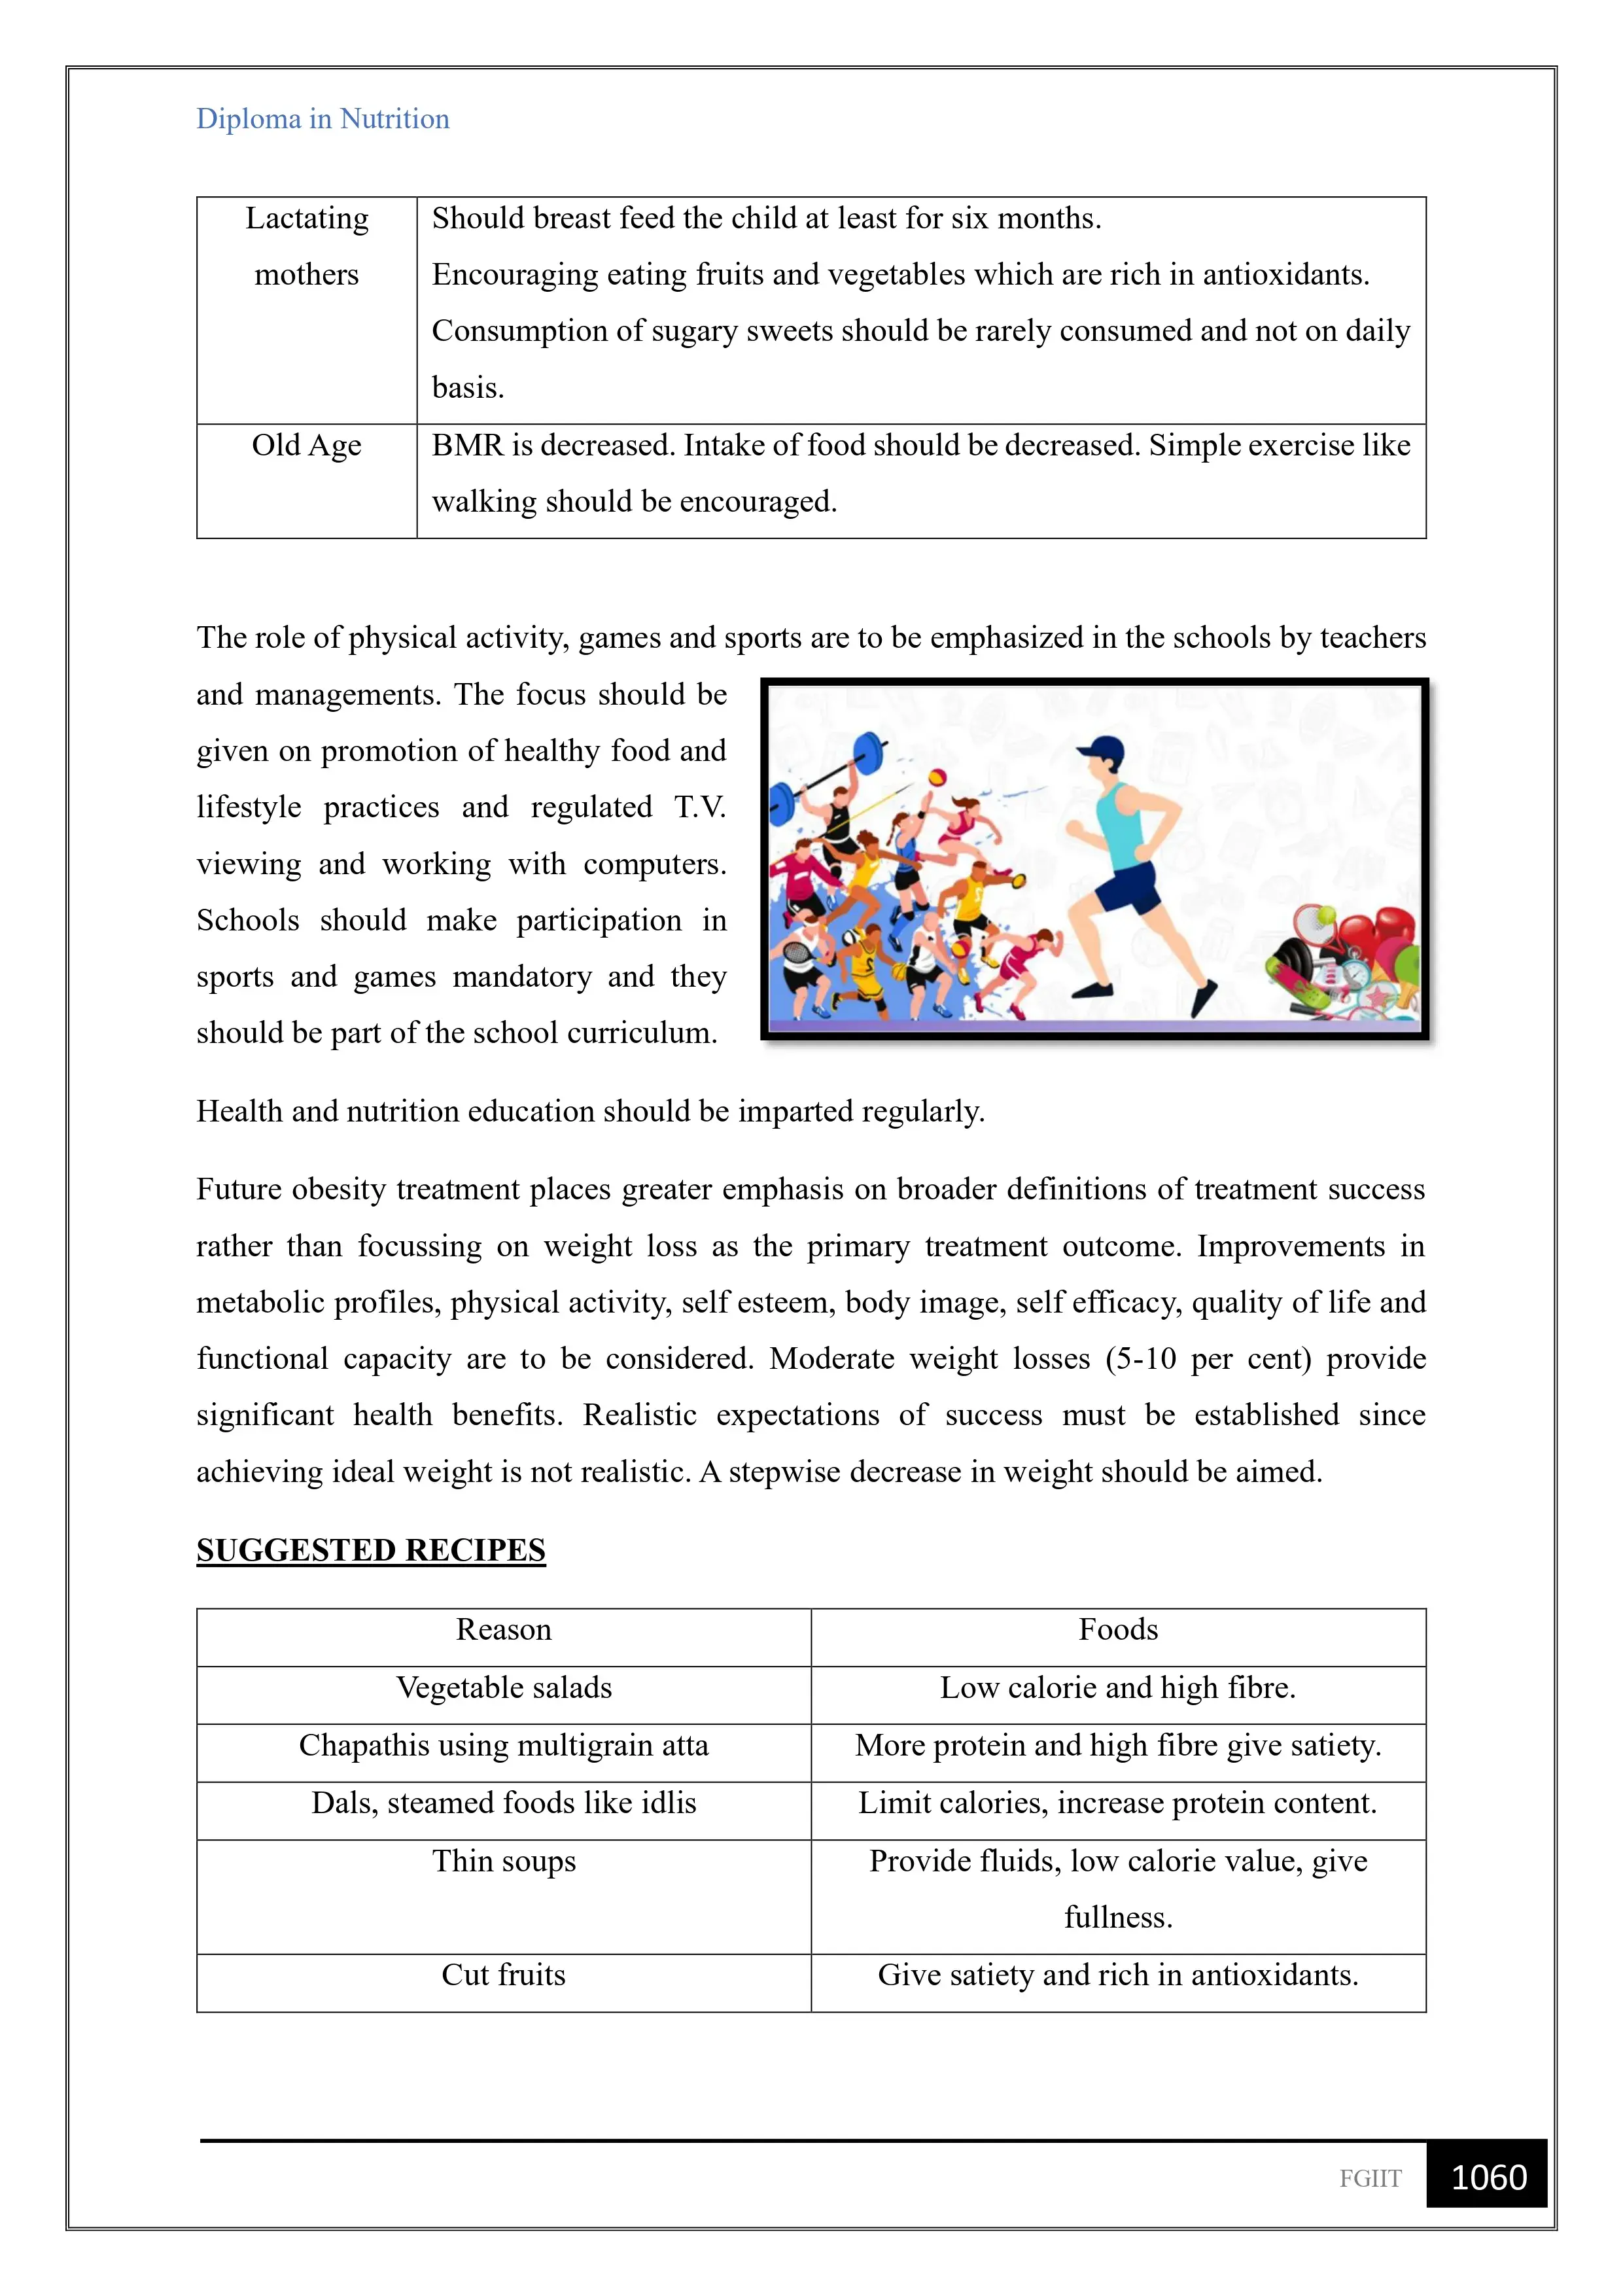 Diploma in Nutrition
Lactating
mothers
Should breast feed the child at least for six months.
Encouraging eating fruits and vegetables which are rich in antioxidants.
Consumption of sugary sweets should be rarely consumed and not on daily
basis.
Old Age
BMR is decreased. Intake of food should be decreased. Simple exercise like
walking should be encouraged.
The role of physical activity, games and sports are to be emphasized in the schools by teachers
and managements. The focus should be
given on promotion of healthy food and
lifestyle practices and regulated T.V.
viewing and working with computers.
Schools should make participation in
sports and games mandatory and they
should be part of the school curriculum.
Health and nutrition education should be imparted regularly.
Future obesity treatment places greater emphasis on broader definitions of treatment success
rather than focussing on weight loss as the primary treatment outcome. Improvements in
metabolic profiles, physical activity, self esteem, body image, self efficacy, quality of life and
functional capacity are to be considered. Moderate weight losses (5-10 per cent) provide
significant health benefits. Realistic expectations of success must be established since
achieving ideal weight is not realistic. A stepwise decrease in weight should be aimed.
SUGGESTED RECIPES
Reason Foods
Vegetable salads Low calorie and high fibre.
Chapathis using multigrain atta More protein and high fibre give satiety.
Dals, steamed foods like idlis Limit calories, increase protein content.
Thin soups Provide fluids, low calorie value, give
fullness.
Cut fruits Give satiety and rich in antioxidants.
FGIIT 1060